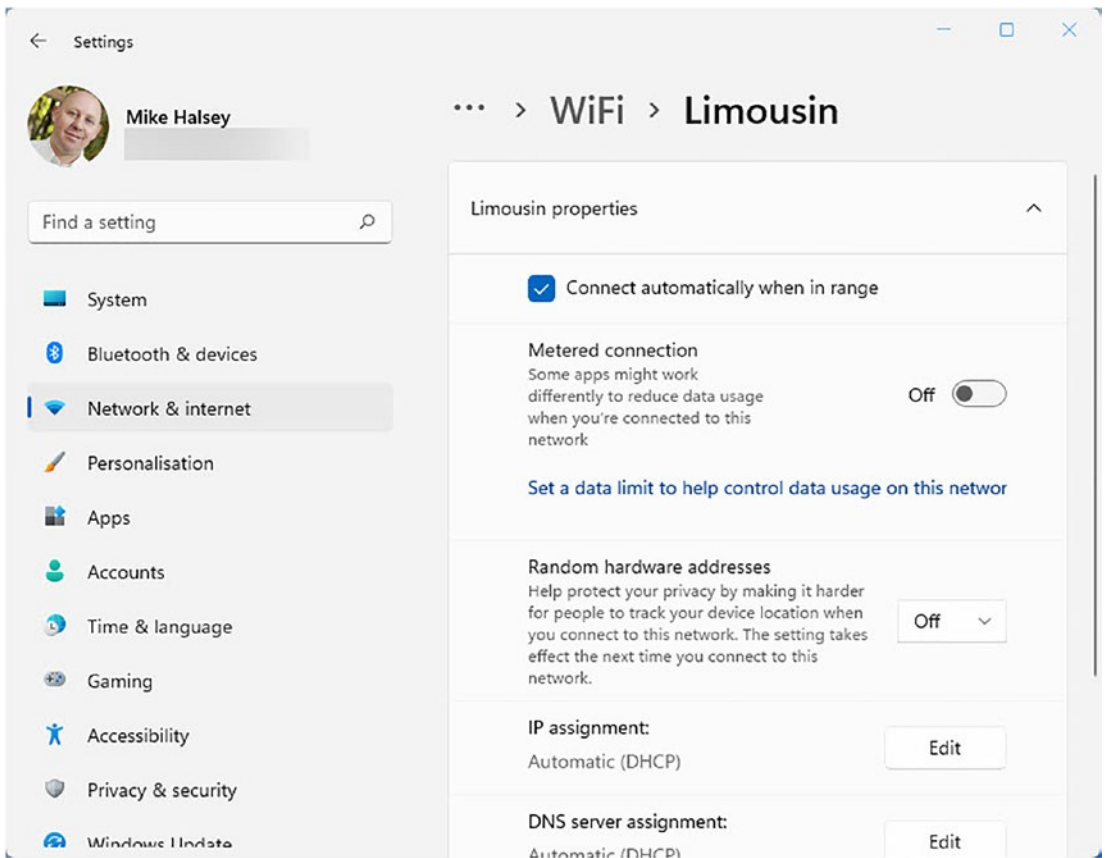 Settings
Mike Halsey
Find a setting
System
Bluetooth & devices
Network & internet
Personalisation
Apps
Accounts
Time & language
Gaming
Accessibility
Privacy & security
Windows Update
··· > WiFi > Limousin
Limousin properties
Connect automatically when in range
Metered connection
Some apps might work
differently to reduce data usage
when you're connected to this
network
Off
Set a data limit to help control data usage on this networ
Random hardware addresses
Help protect your privacy by making it harder
for people to track your device location when
you connect to this network. The setting takes
effect the next time you connect to this
network.
Off
IP assignment:
Automatic (DHCP)
Edit
DNS server assignment:
Automatic (DHCP)
Edit